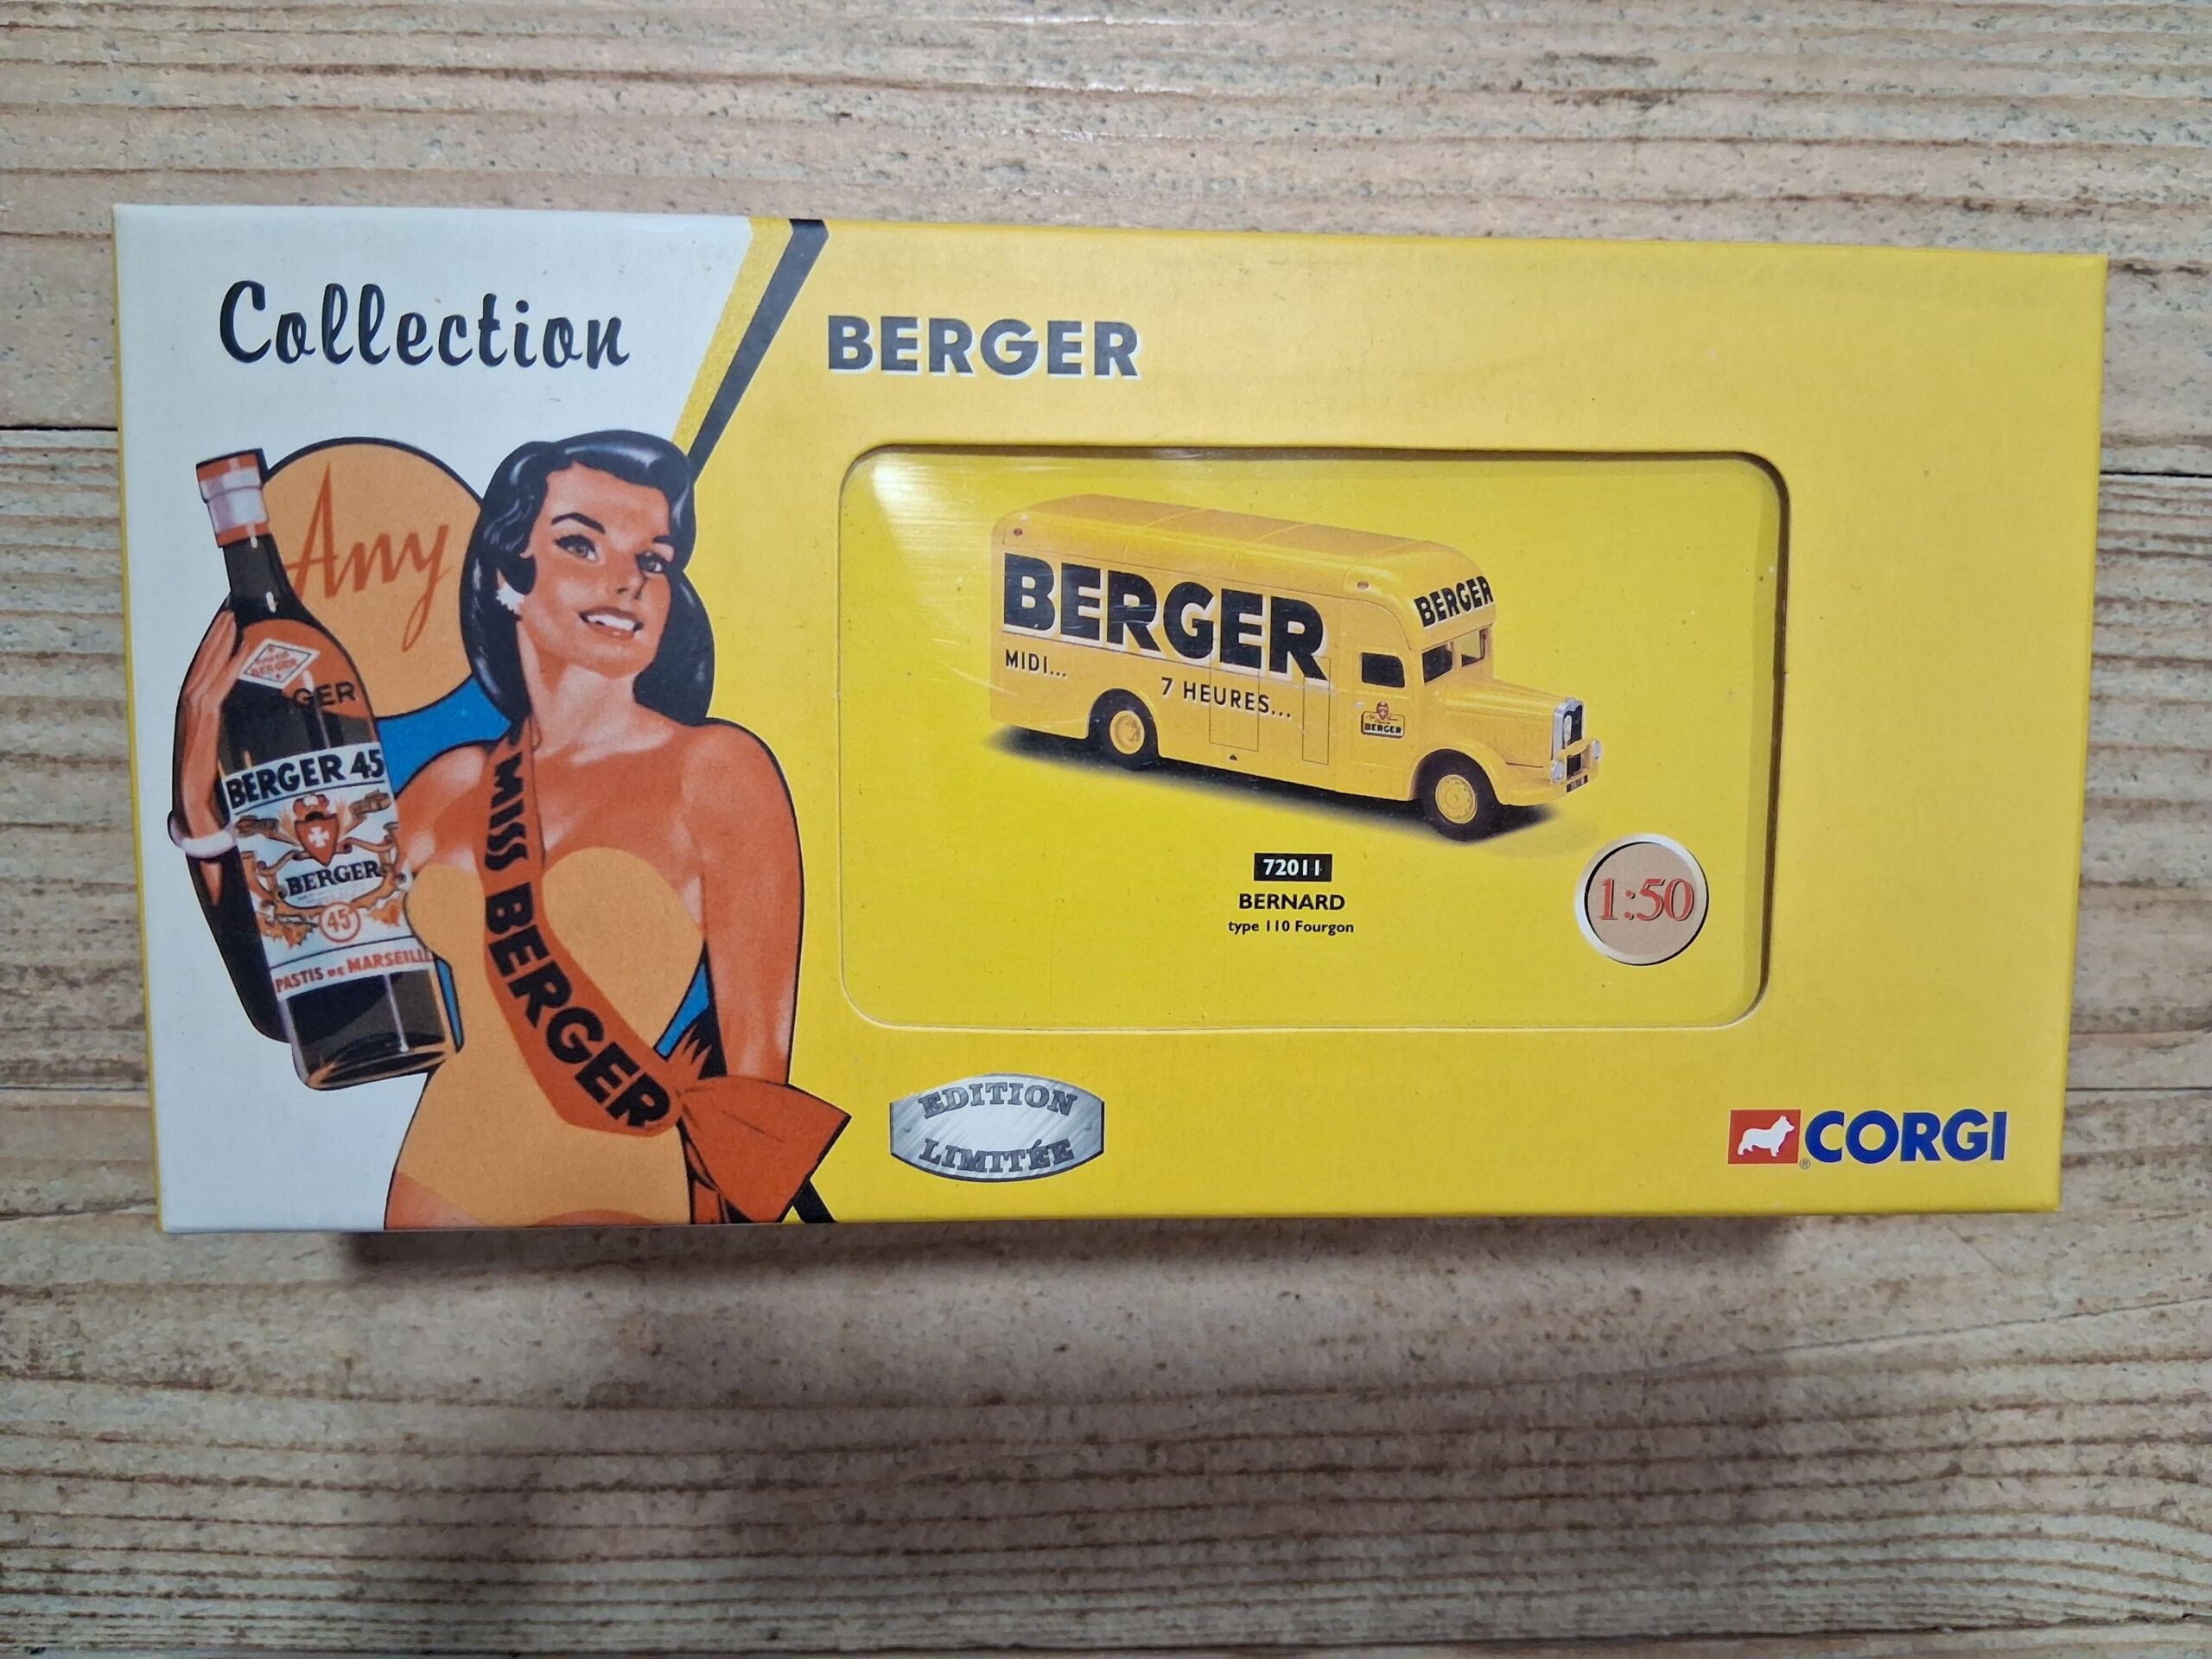 Collection
BERGER
Any
BERGER
GER
BERGER 45
BERGER
45
PASTIS DE MARSEILLE
MISS BERGER
BERGER
BERGER
MIDI...
7 HEURES...
BERGER
72011
BERNARD
type 110 Fourgon
1:50
EDITION
LIMITÉE
® CORGI